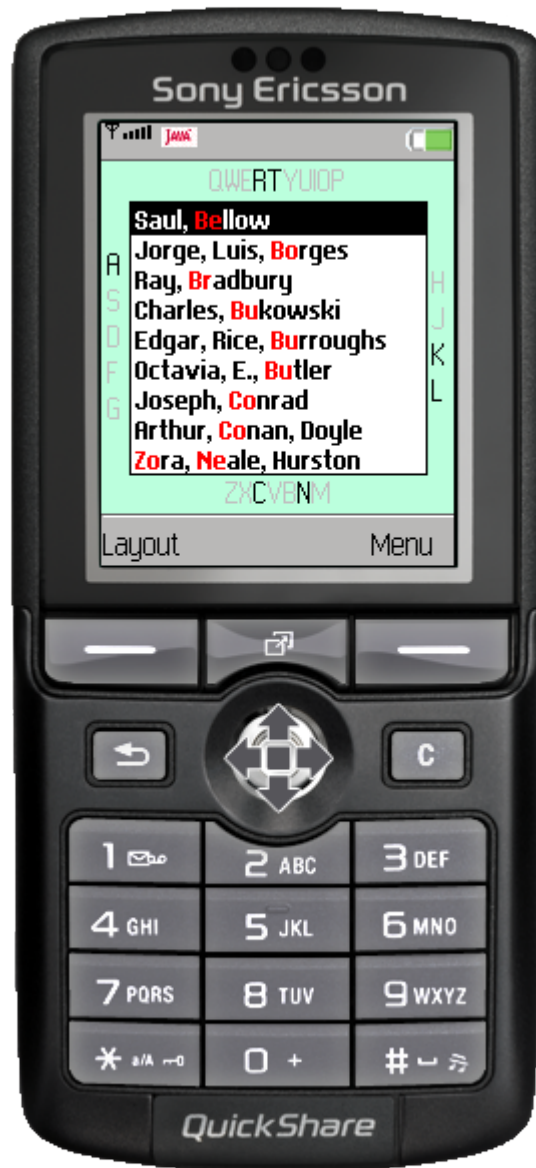 Sony Ericsson
JAVA
QWERTYUIOP
Saul, Bellow
Jorge, Luis, Borges
Ray, Bradbury
Charles, Bukowski
Edgar, Rice, Burroughs
Octavia, E., Butler
Joseph, Conrad
Arthur, Conan, Doyle
Zora, Neale, Hurston
A
S
D
F
G
H
J
K
L
ZXCVBNM
Layout Menu
C
1 2 ABC 3 DEF
4 GHI 5 JKL 6 MNO
7 PQRS 8 TUV 9 WXYZ
* a/A 0 + #
QuickShare